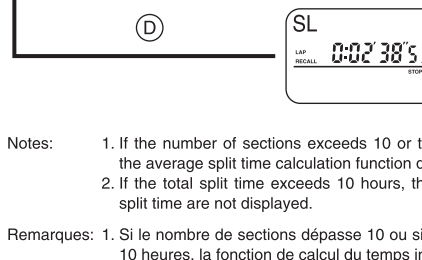 D
SL
LAP
RECALL 0:02'38"5
STOP
Notes: 1. If the number of sections exceeds 10 or
the average split time calculation function
2. If the total split time exceeds 10 hours,
split time are not displayed.
Remarques: 1. Si le nombre de sections dépasse 10 ou si
10 heures, la fonction de calcul du temps